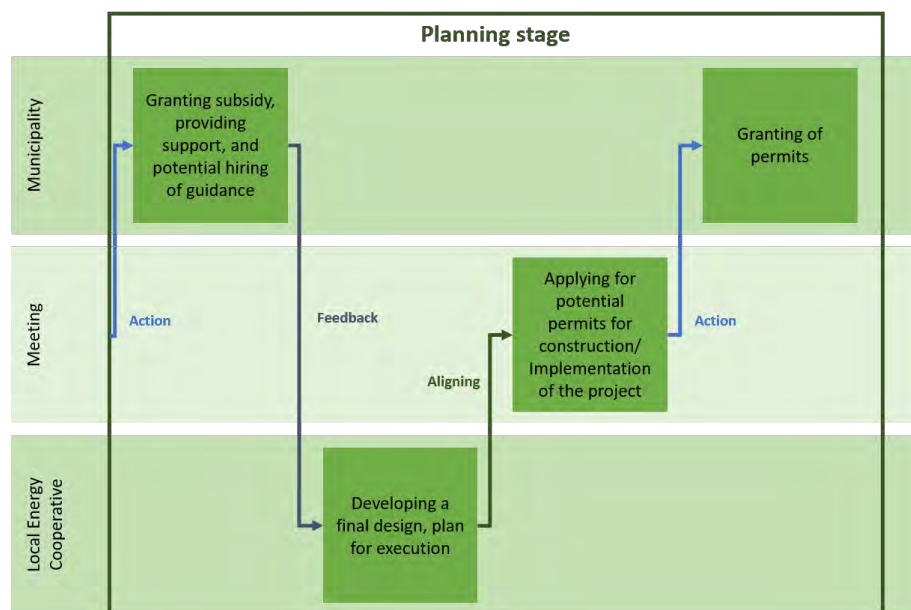 Planning stage
Municipality
Granting subsidy,
providing
support, and
potential hiring
of guidance
Granting of
permits
Meeting
Action
Feedback
Aligning
Applying for
potential
permits for
construction/
Implementation
of the project
Action
Local Energy
Cooperative
Developing a
final design, plan
for execution